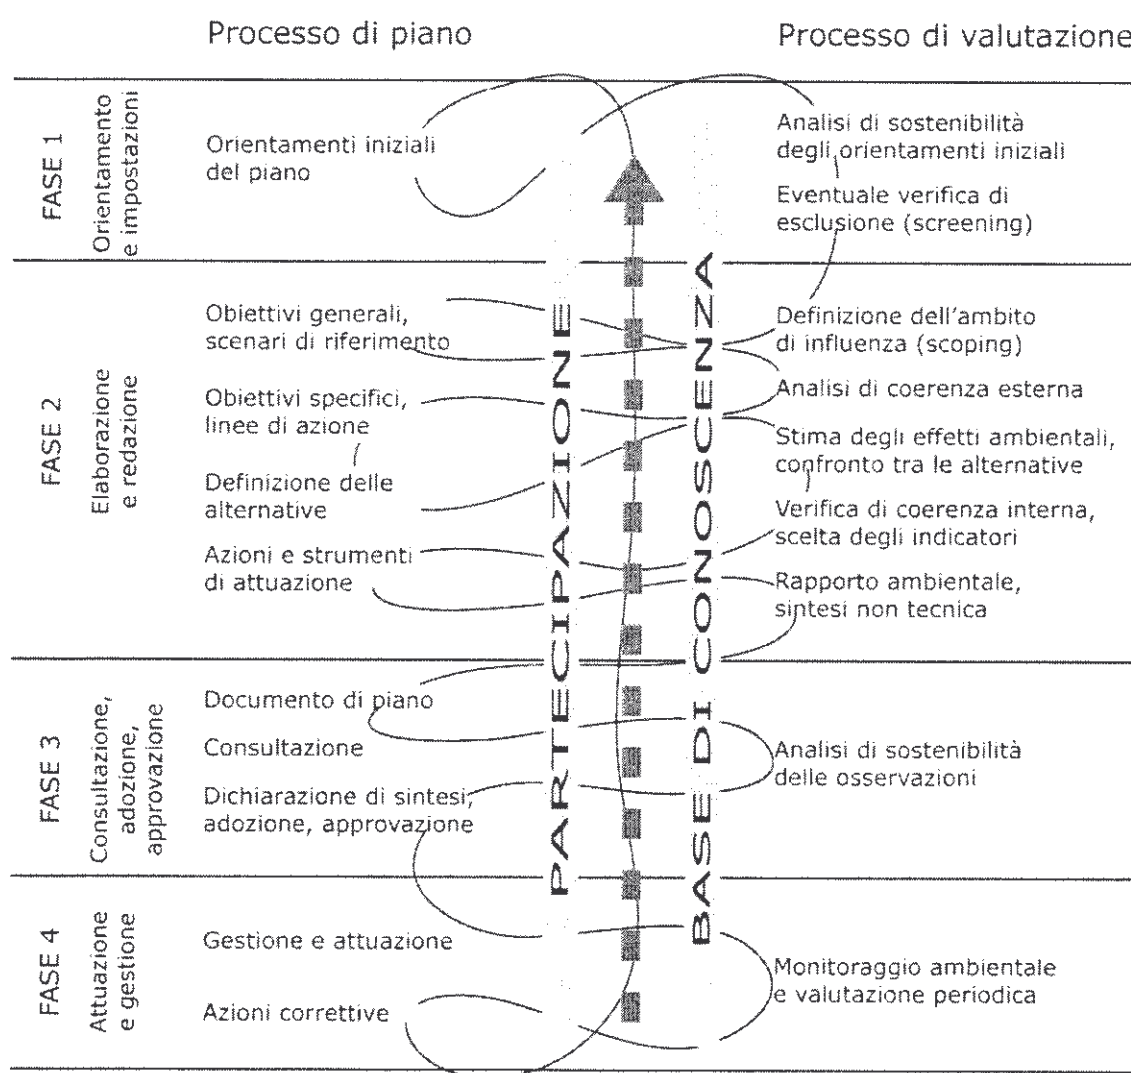 Processo di piano
Processo di valutazione
FASE 1
Orientamento
e impostazioni
Orientamenti iniziali
del piano
Analisi di sostenibilità
degli orientamenti iniziali
Eventuale verifica di
esclusione (screening)
FASE 2
Elaborazione
e redazione
Obiettivi generali,
scenari di riferimento
Obiettivi specifici,
linee di azione
Definizione delle
alternative
Azioni e strumenti
di attuazione
PARTECIPAZIONE
BASE DI CONOSCENZA
Definizione dell'ambito
di influenza (scoping)
Analisi di coerenza esterna
Stima degli effetti ambientali,
confronto tra le alternative
Verifica di coerenza interna,
scelta degli indicatori
Rapporto ambientale,
sintesi non tecnica
FASE 3
Consultazione,
adozione,
approvazione
Documento di piano
Consultazione
Dichiarazione di sintesi,
adozione, approvazione
Analisi di sostenibilità
delle osservazioni
FASE 4
Attuazione
e gestione
Gestione e attuazione
Azioni correttive
Monitoraggio ambientale
e valutazione periodica